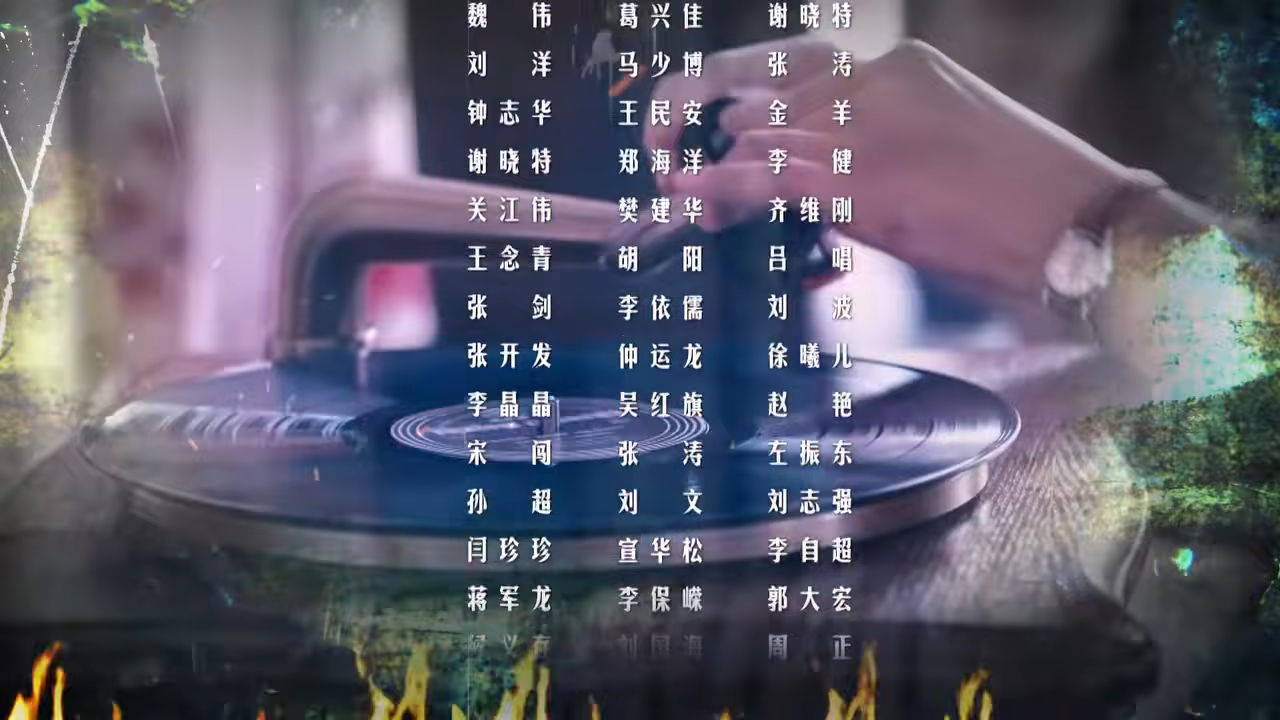 魏伟 葛兴佳 谢晓特
刘洋 马少博 张涛
钟志华 王民安 金羊
谢晓特 郑海洋 李健
关江伟 樊建华 齐维刚
王念青 胡阳 吕唱
张剑 李依儒 刘波
张开发 仲运龙 徐曦儿
李晶晶 吴红旗 赵艳
宋闯 张涛 左振东
孙超 刘文 刘志强
闫珍珍 宣华松 李自超
蒋军龙 李保嵘 郭大宏
刘国海 周正